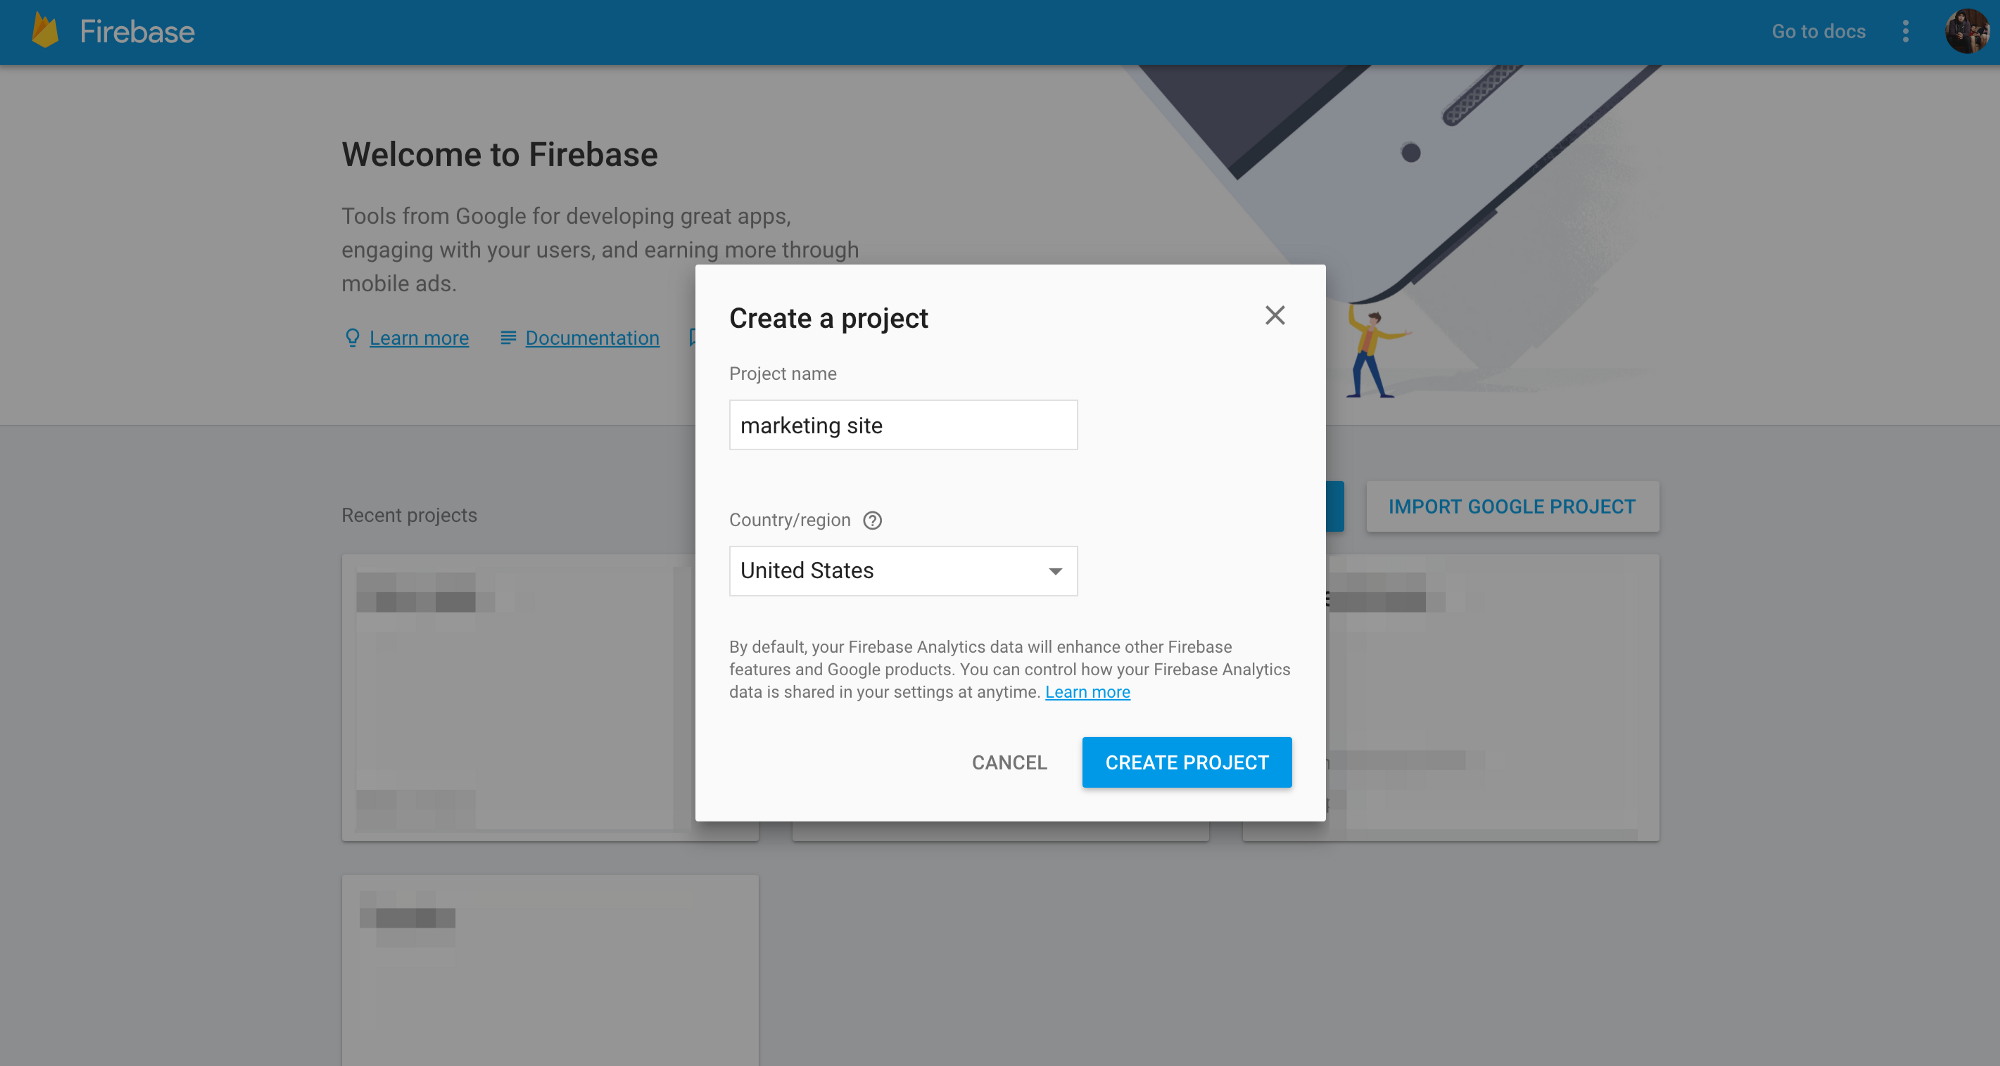 Firebase
Go to docs
Welcome to Firebase
Tools from Google for developing great apps,
engaging with your users, and earning more through
mobile ads.
Learn more
Documentation
Create a project
Project name
marketing site
Country/region
United States
By default, your Firebase Analytics data will enhance other Firebase
features and Google products. You can control how your Firebase Analytics
data is shared in your settings at anytime. Learn more
CANCEL
CREATE PROJECT
Recent projects
IMPORT GOOGLE PROJECT